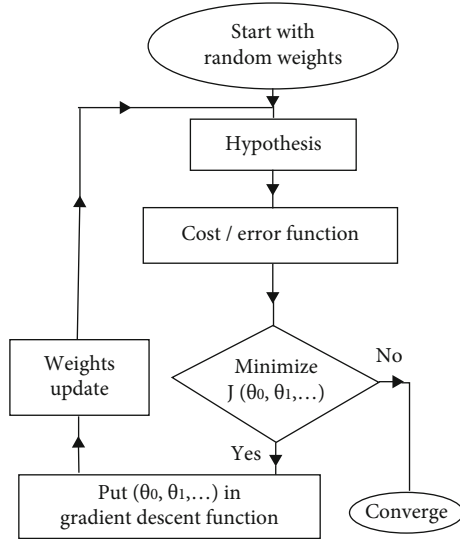 Start with
random weights
Hypothesis
Cost / error function
Minimize
J (θ0, θ1,…)
No
Weights
update
Yes
Put (θ0, θ1,…) in
gradient descent function
Converge